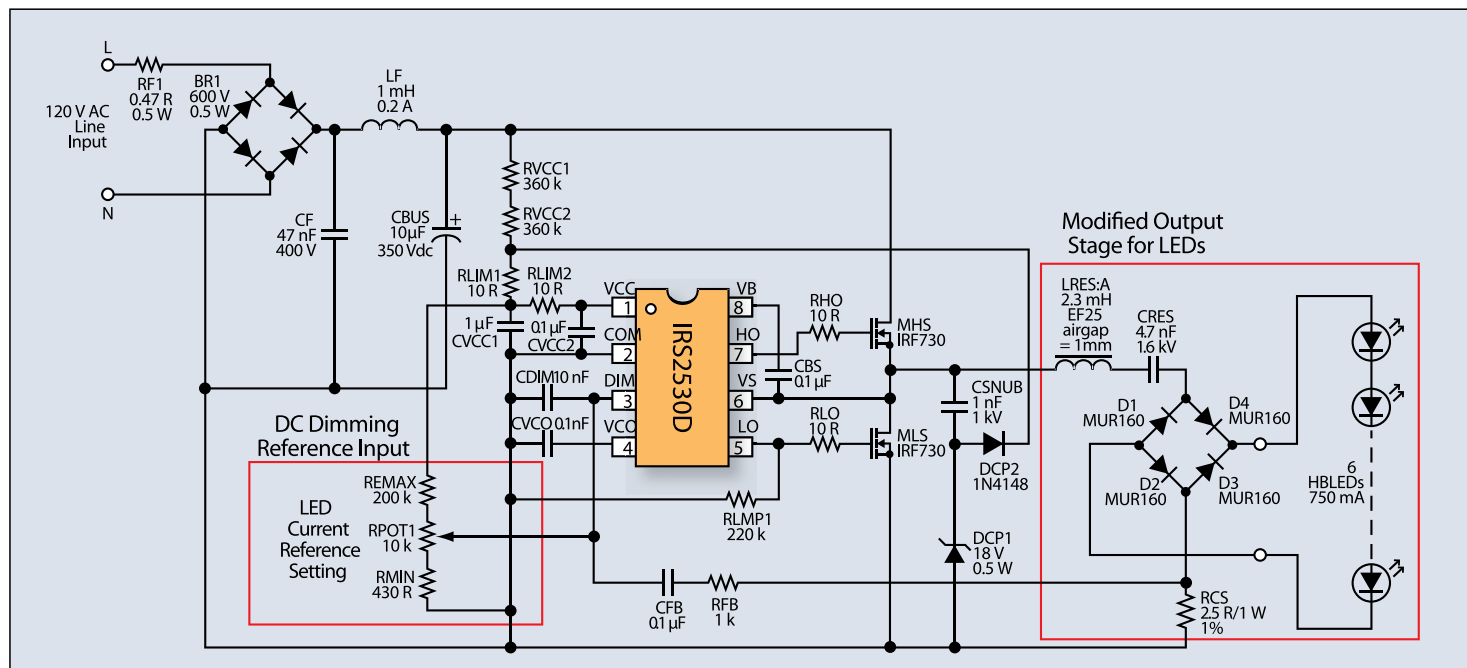 L
RF1
0.47 R
0.5 W
BR1
600 V
0.5 W
120 V AC
Line
Input
N
LF
1 mH
0.2 A
CF
47 nF
400 V
CBUS
10µF
350 Vdc
+
RVCC1
360 k
RVCC2
360 k
RLIM1
10 R
RLIM2
10 R
1 µF
CVCC1
0.1 µF
CVCC2
VCC
1
COM
2
DIM
3
VCO
4
VB
8
HO
7
VS
6
LO
5
IRS2530D
CDIM10 nF
CVCO 0.1nF
RHO
10 R
MHS
IRF730
CBS
0.1 µF
RLO
10 R
MLS
IRF730
CSNUB
1 nF
1 kV
DCP2
1N4148
DCP1
18 V
0.5 W
RLMP1
220 k
DC Dimming
Reference Input
REMAX
200 k
RPOT1
10 k
RMIN
430 R
LED
Current
Reference
Setting
CFB
0.1 µF
RFB
1 k
Modified Output
Stage for LEDs
LRES:A
2.3 mH
EF25
airgap
= 1mm
CRES
4.7 nF
1.6 kV
D1
MUR160
D4
MUR160
D2
MUR160
D3
MUR160
6
HBLEDs
750 mA
RCS
2.5 R/1 W
1%